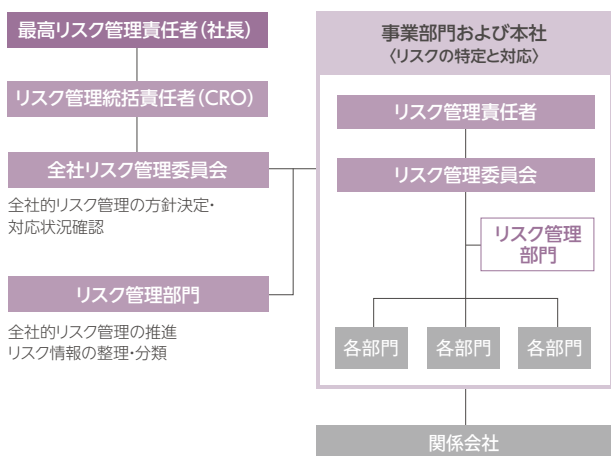 最高リスク管理責任者（社長）
リスク管理統括責任者（CRO）
全社リスク管理委員会
全社的リスク管理の方針決定・
対応状況確認
リスク管理部門
全社的リスク管理の推進
リスク情報の整理・分類
事業部門および本社
〈リスクの特定と対応〉
リスク管理責任者
リスク管理委員会
リスク管理
部門
各部門
各部門
各部門
関係会社